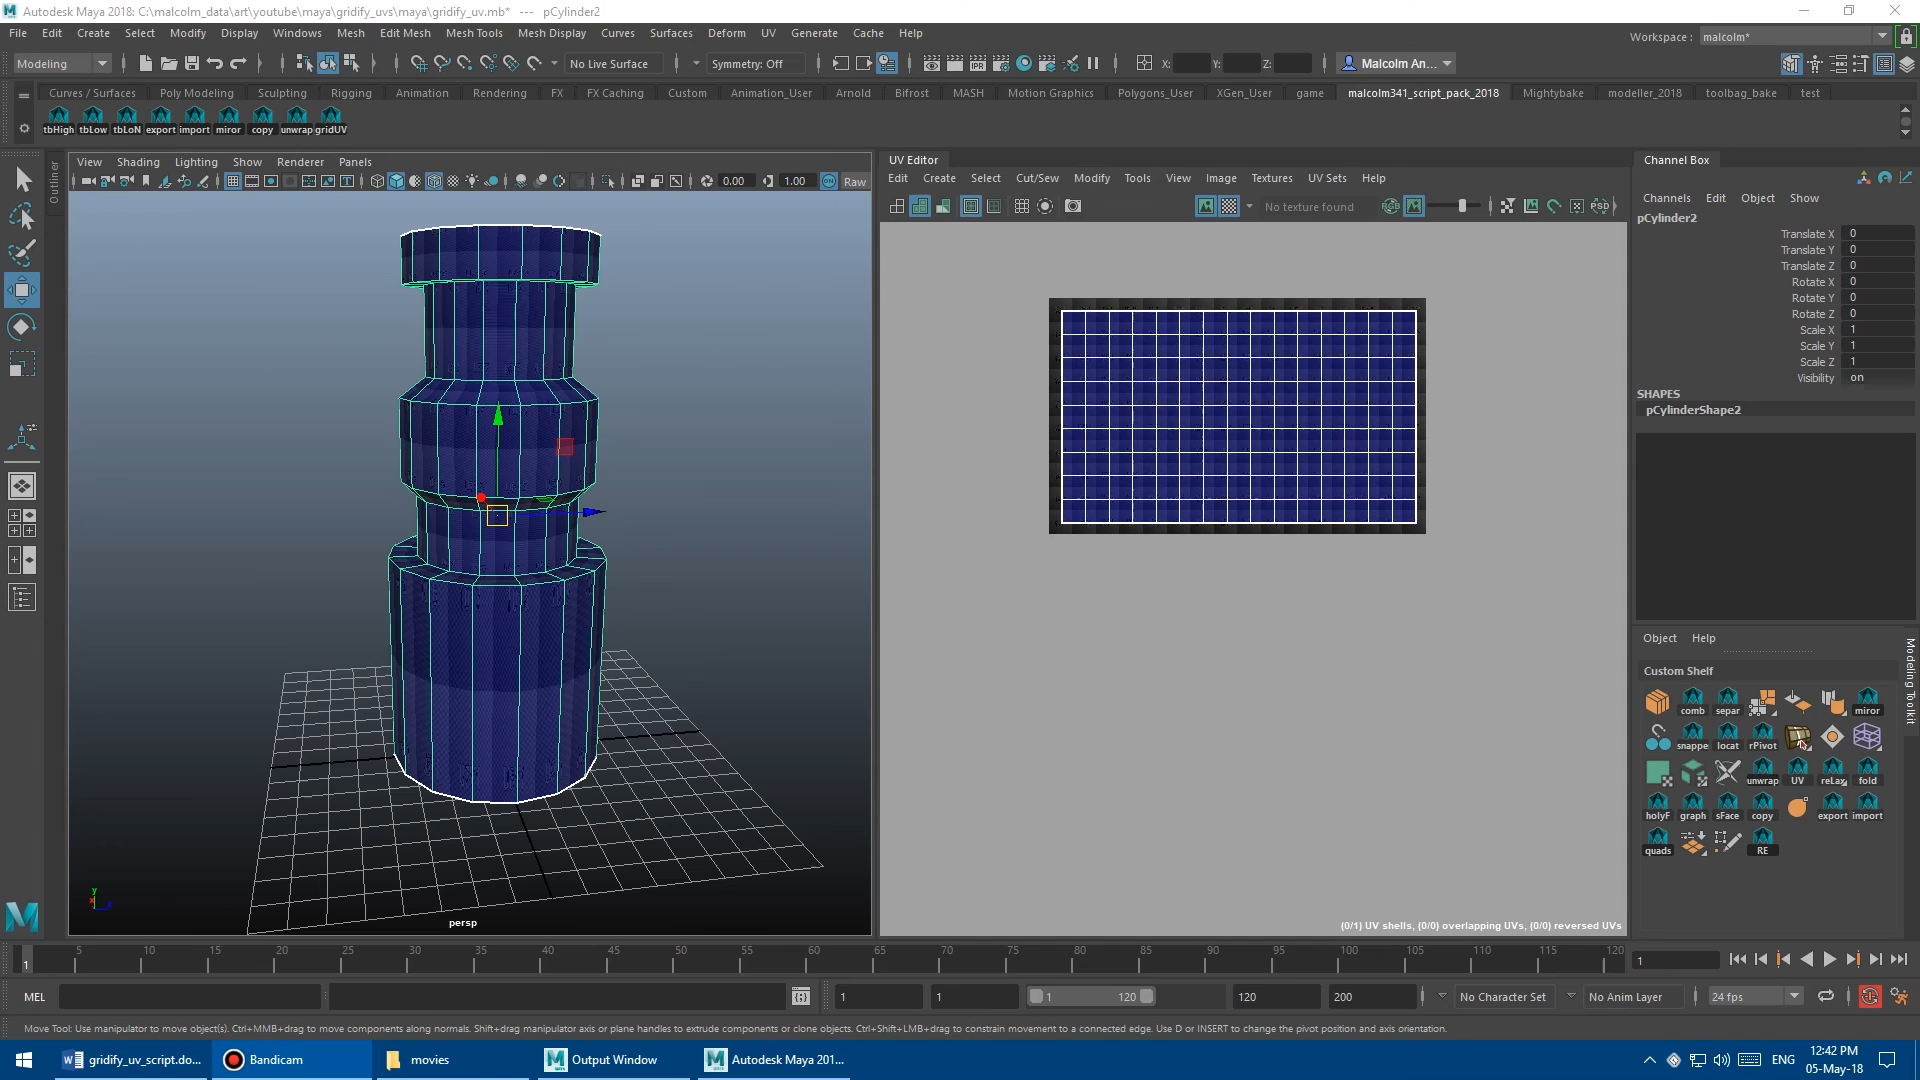 Autodesk Maya 2018: C:\malcolm_data\art\youtube\maya\gridify_uvs\maya\gridify_uv.mb* --- pCylinder2
File Edit Create Select Modify Display Windows Mesh Edit Mesh Mesh Tools Mesh Display Curves Surfaces Deform UV Generate Cache Help
Workspace : malcolm*
Modeling No Live Surface Symmetry: Off X: Y: Z: Malcolm An...
Curves / Surfaces Poly Modeling Sculpting Rigging Animation Rendering FX FX Caching Custom Animation_User Arnold Bifrost MASH Motion Graphics Polygons_User XGen_User game malcolm341_script_pack_2018 Mightybake modeller_2018 toolbag_bake test
tbHigh tbLow tbLoN export import miror copy unwrap gridUV
Outliner
View Shading Lighting Show Renderer Panels
0.00 1.00 ON Raw
persp
y
UV Editor
Edit Create Select Cut/Sew Modify Tools View Image Textures UV Sets Help
No texture found RGB PSD
(0/1) UV shells, (0/0) overlapping UVs, (0/0) reversed UVs
Channel Box
Channels Edit Object Show
pCylinder2
Translate X 0
Translate Y 0
Translate Z 0
Rotate X 0
Rotate Y 0
Rotate Z 0
Scale X 1
Scale Y 1
Scale Z 1
Visibility on
SHAPES
pCylinderShape2
Object Help
Modeling Toolkit
Custom Shelf
comb separ miror
snappe locat rPivot
unwrap UV relax fold
holyF graph sFace copy export import
quads RE
1 5 10 15 20 25 30 35 40 45 50 55 60 65 70 75 80 85 90 95 100 105 110 115 120 1
MEL 1 1 1 120 120 200 No Character Set No Anim Layer 24 fps
Move Tool: Use manipulator to move object(s). Ctrl+MMB+drag to move components along normals. Shift+drag manipulator axis or plane handles to extrude components or clone objects. Ctrl+Shift+LMB+drag to constrain movement to a connected edge. Use D or INSERT to change the pivot position and axis orientation.
gridify_uv_script.do... Bandicam movies Output Window Autodesk Maya 201... ENG 12:42 PM
05-May-18